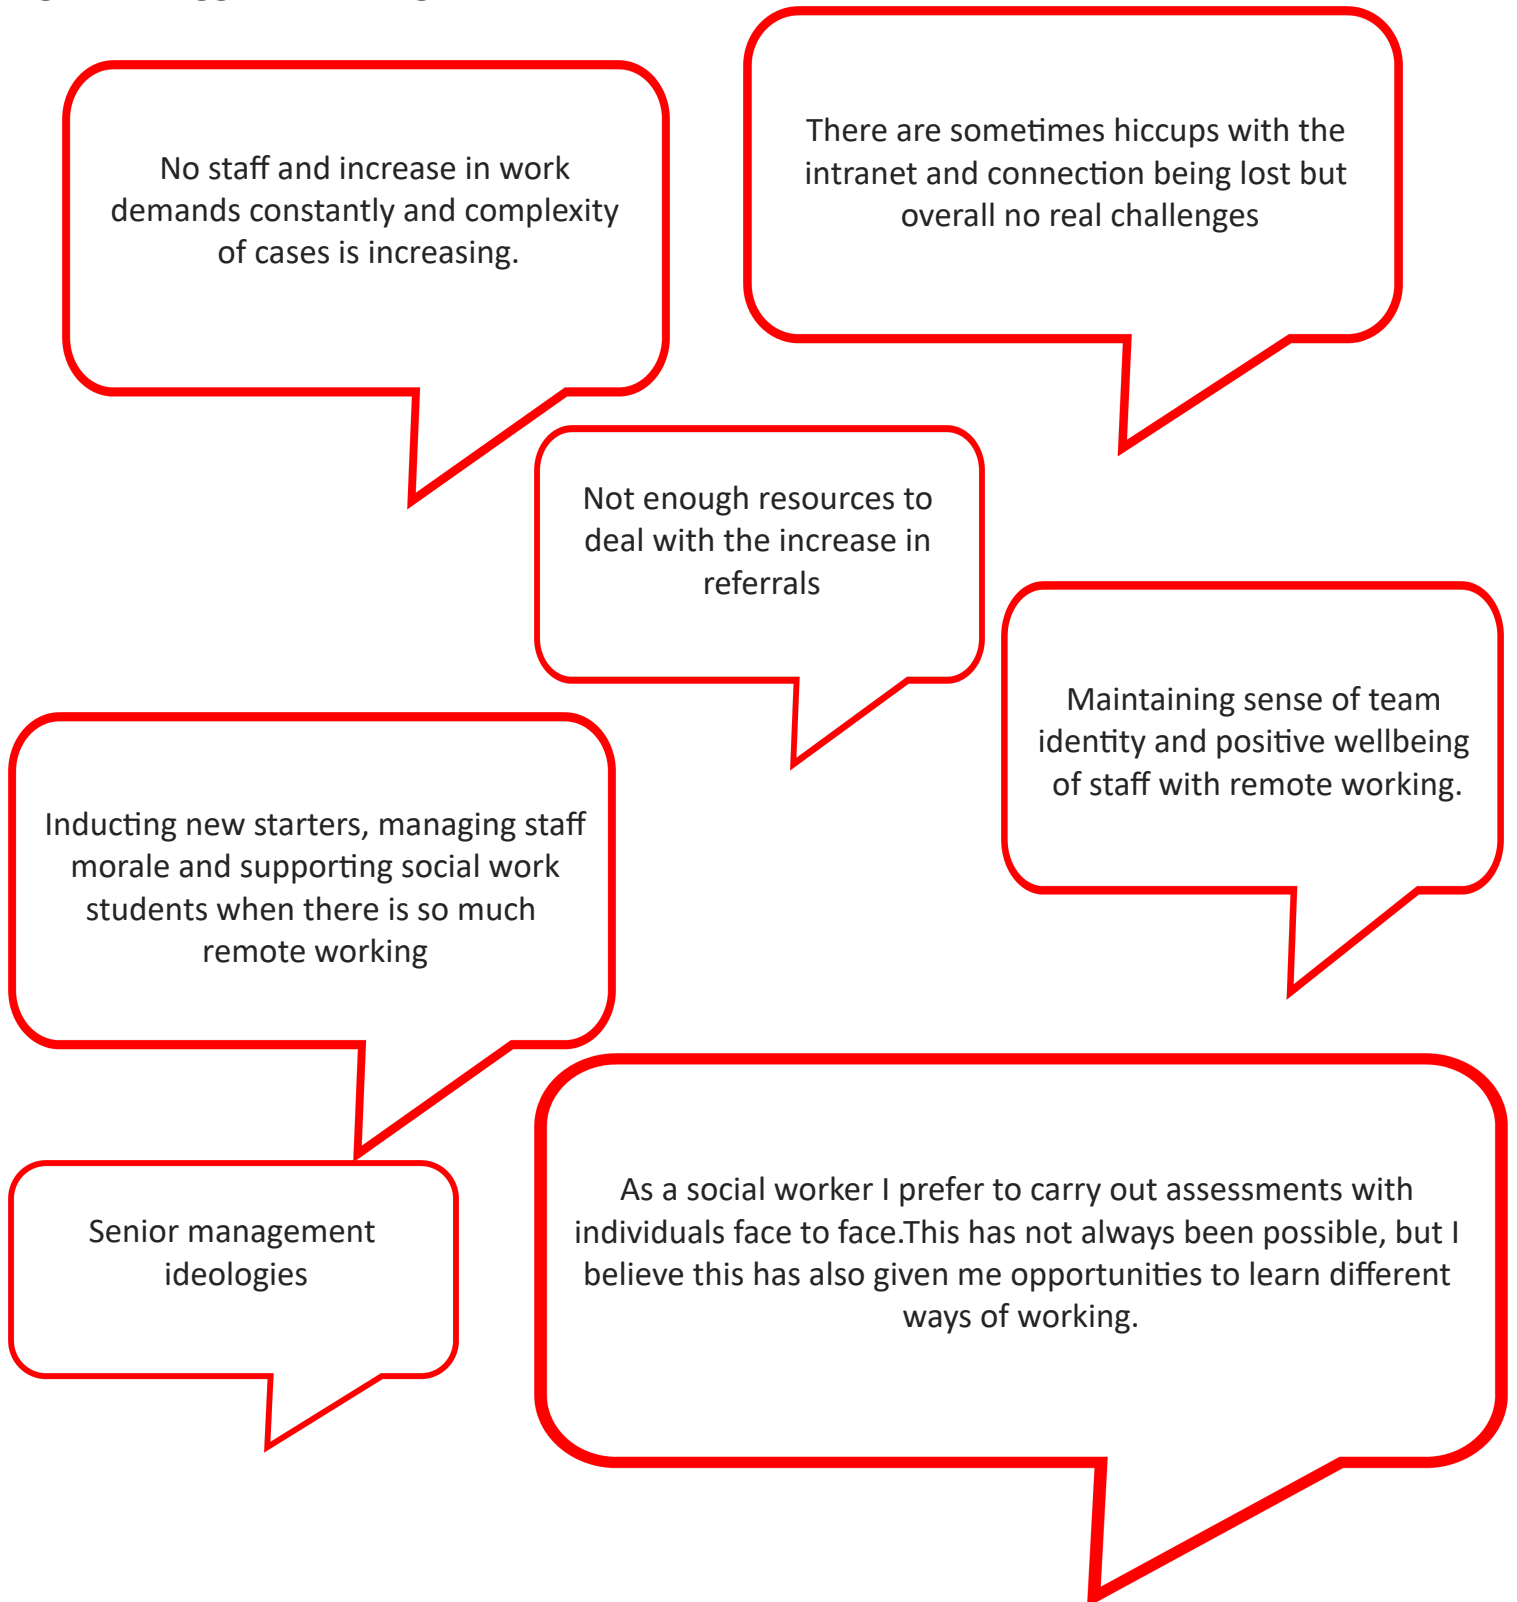 No staff and increase in work
demands constantly and complexity
of cases is increasing.
There are sometimes hiccups with the
intranet and connection being lost but
overall no real challenges
Not enough resources to
deal with the increase in
referrals
Maintaining sense of team
identity and positive wellbeing
of staff with remote working.
Inducting new starters, managing staff
morale and supporting social work
students when there is so much
remote working
Senior management
ideologies
As a social worker I prefer to carry out assessments with
individuals face to face.This has not always been possible, but I
believe this has also given me opportunities to learn different
ways of working.